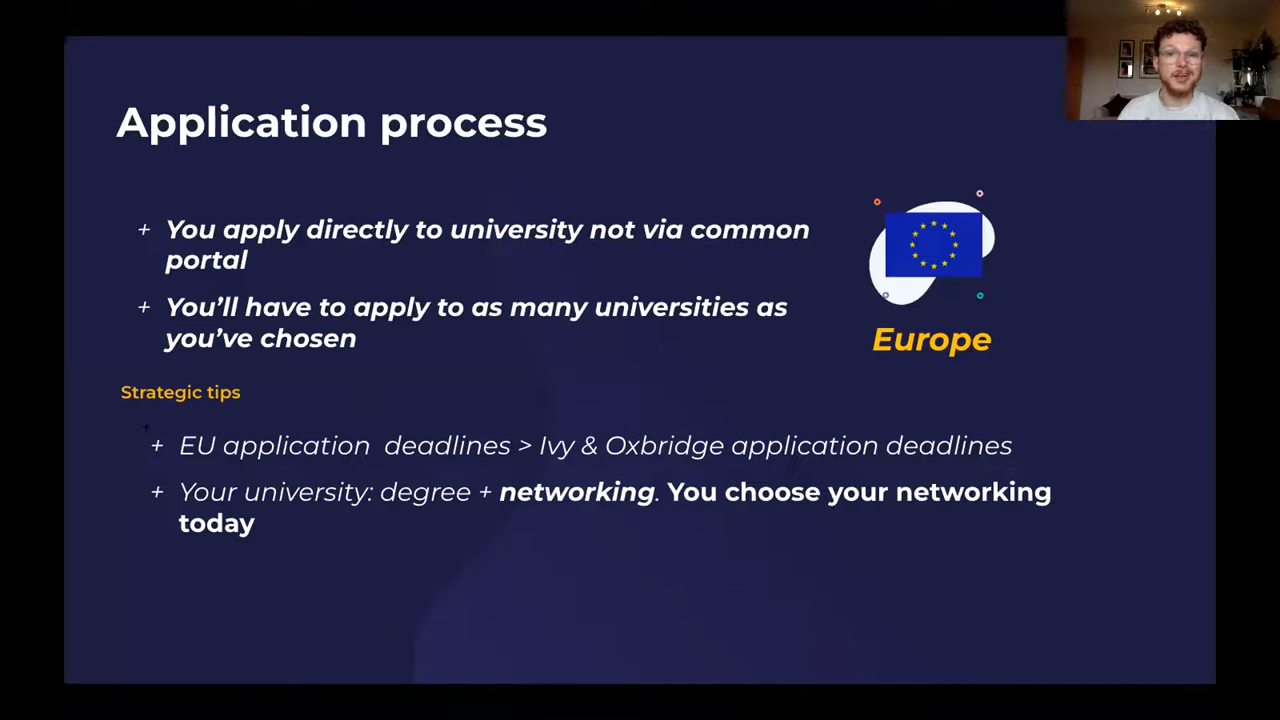 Application process
+ You apply directly to university not via common
portal
+ You'll have to apply to as many universities as
you've chosen
Europe
Strategic tips
+ EU application deadlines > Ivy & Oxbridge application deadlines
+ Your university: degree + networking. You choose your networking
today